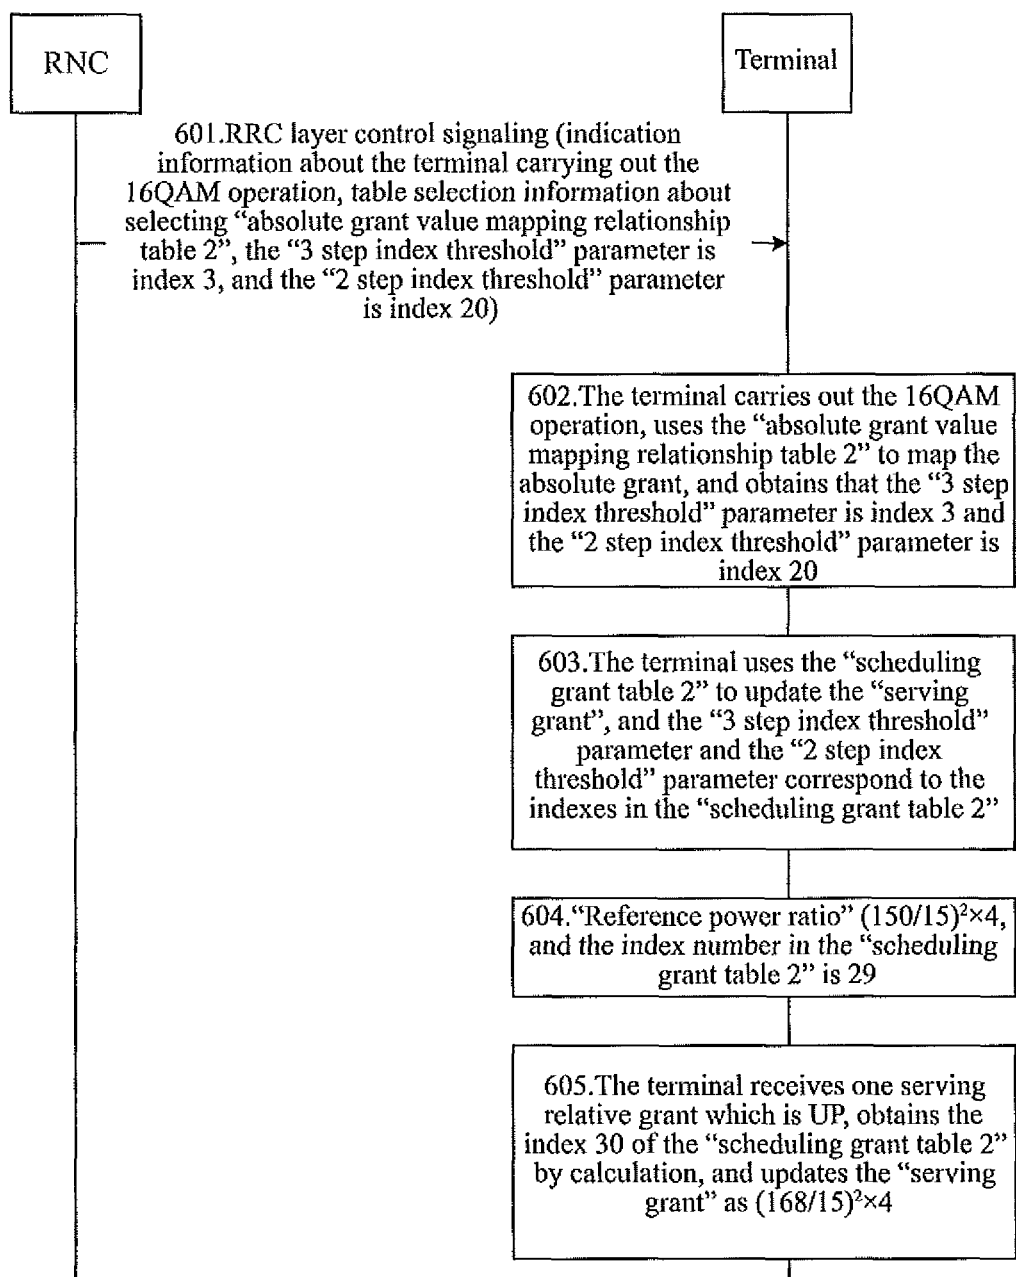 RNC
Terminal
601.RRC layer control signaling (indication
information about the terminal carrying out the
16QAM operation, table selection information about
selecting “absolute grant value mapping relationship
table 2”, the “3 step index threshold” parameter is
index 3, and the “2 step index threshold” parameter
is index 20)
602.The terminal carries out the 16QAM
operation, uses the “absolute grant value
mapping relationship table 2” to map the
absolute grant, and obtains that the “3 step
index threshold” parameter is index 3 and
the “2 step index threshold” parameter is
index 20
603.The terminal uses the “scheduling
grant table 2” to update the “serving
grant”, and the “3 step index threshold”
parameter and the “2 step index
threshold” parameter correspond to the
indexes in the “scheduling grant table 2”
604.“Reference power ratio” (150/15)²×4,
and the index number in the “scheduling
grant table 2” is 29
605.The terminal receives one serving
relative grant which is UP, obtains the
index 30 of the “scheduling grant table 2”
by calculation, and updates the “serving
grant” as (168/15)²×4